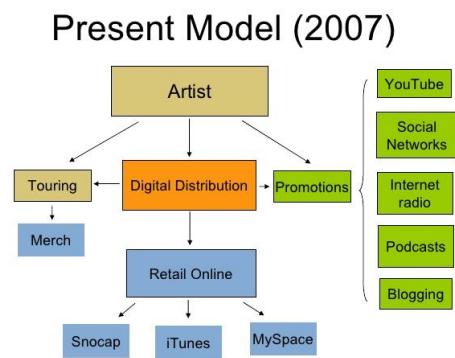 Present Model (2007)
Artist
Touring
Digital Distribution
Promotions
Merch
Retail Online
Snocap
iTunes
MySpace
YouTube
Social
Networks
Internet
radio
Podcasts
Blogging